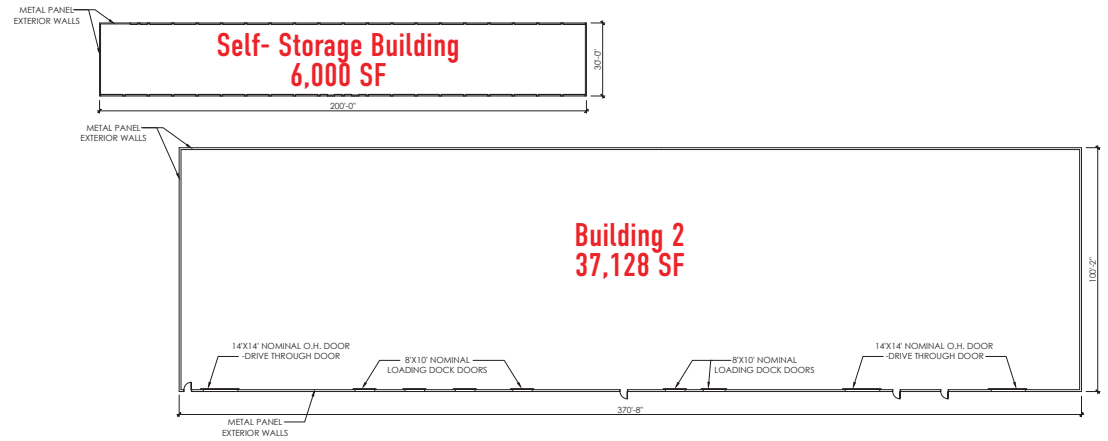 METAL PANEL
EXTERIOR WALLS
Self- Storage Building
6,000 SF
30'-0"
200'-0"
METAL PANEL
EXTERIOR WALLS
Building 2
37,128 SF
100'-2"
14'X14' NOMINAL O.H. DOOR
-DRIVE THROUGH DOOR
8'X10' NOMINAL
LOADING DOCK DOORS
8'X10' NOMINAL
LOADING DOCK DOORS
14'X14' NOMINAL O.H. DOOR
-DRIVE THROUGH DOOR
370'-8"
METAL PANEL
EXTERIOR WALLS